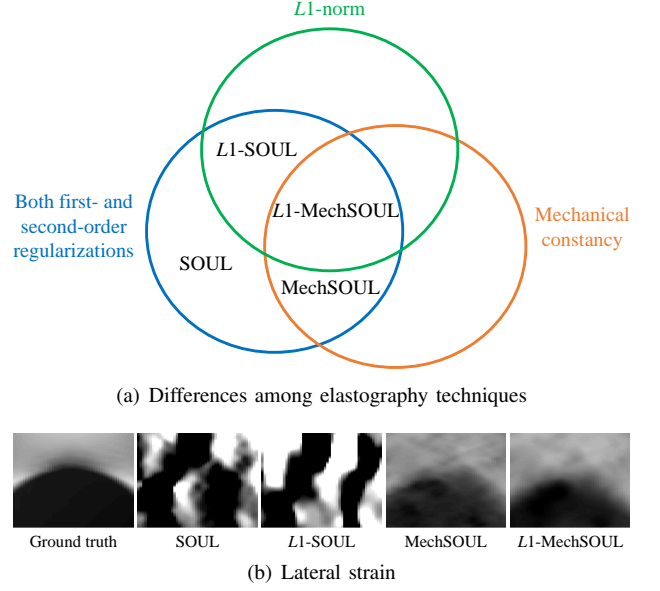 L1-norm
L1-SOUL
Both first- and
second-order
regularizations
L1-MechSOUL
Mechanical
constancy
SOUL
MechSOUL
(a) Differences among elastography techniques
Ground truth
SOUL
L1-SOUL
MechSOUL
L1-MechSOUL
(b) Lateral strain